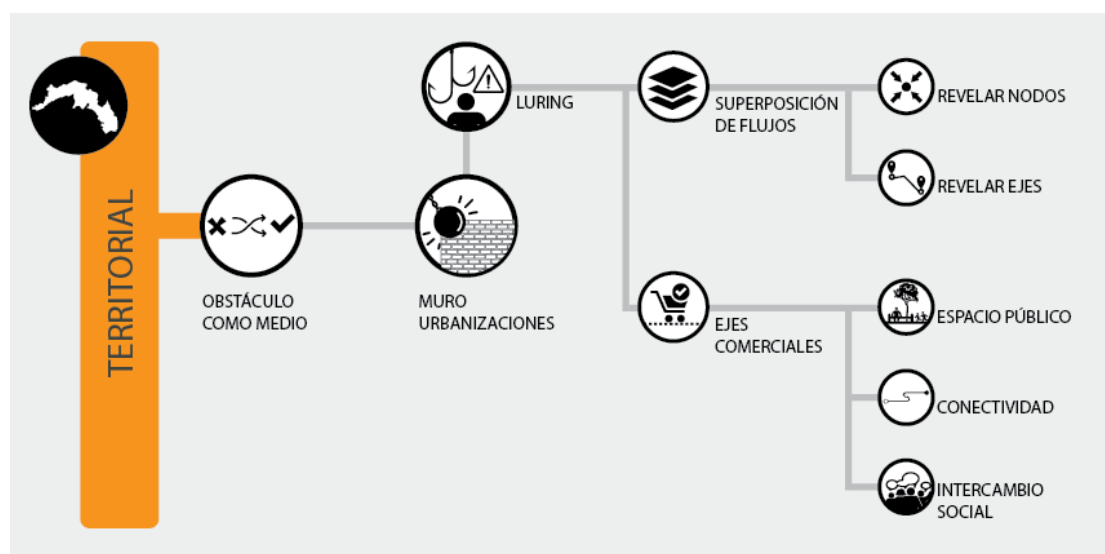 TERRITORIAL
OBSTÁCULO
COMO MEDIO
MURO
URBANIZACIONES
LURING
SUPERPOSICIÓN
DE FLUJOS
REVELAR NODOS
REVELAR EJES
EJES
COMERCIALES
ESPACIO PÚBLICO
CONECTIVIDAD
INTERCAMBIO
SOCIAL